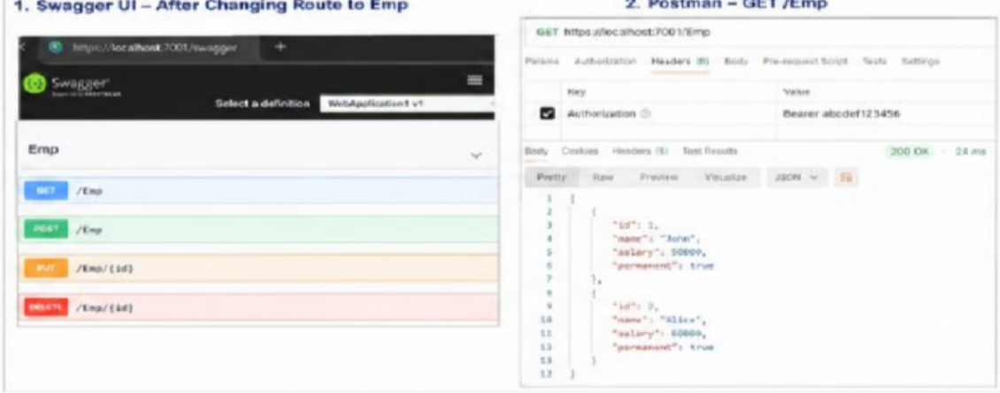 1. Swagger UI – After Changing Route to Emp
https://localhost:7001/swagger +
Swagger
Select a definition WebApplication1 v1
Emp
GET /Emp
POST /Emp
PUT /Emp/{id}
DELETE /Emp/{id}
2. Postman – GET /Emp
GET https://localhost:7001/Emp
Params Authorization Headers (8) Body Pre-request Script Tests Settings
Key Value
Authorization Bearer abcdef123456
Body Cookies Headers (5) Test Results 200 OK 24 ms
Pretty Raw Preview Visualize JSON
1 [
2 {
3 "id": 1,
4 "name": "John",
5 "salary": 50000,
6 "permanent": true
7 },
8 {
9 "id": 2,
10 "name": "Alice",
11 "salary": 60000,
13 "permanent": true
13 }
12 ]